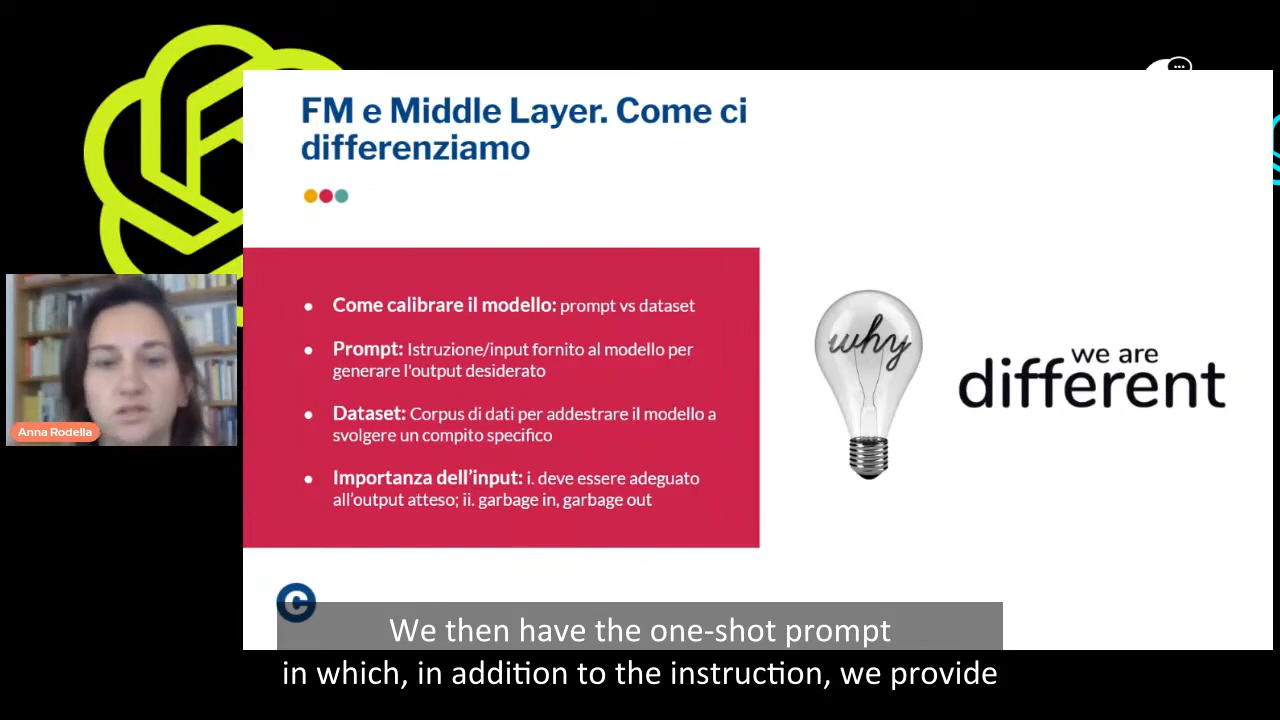 FM e Middle Layer. Come ci
differenziamo
Come calibrare il modello: prompt vs dataset
Prompt: Istruzione/input fornito al modello per
generare l'output desiderato
Dataset: Corpus di dati per addestrare il modello a
svolgere un compito specifico
Importanza dell'input: i. deve essere adeguato
all'output atteso; ii. garbage in, garbage out
why
we are
different
Anna Rodella
C
We then have the one-shot prompt
in which, in addition to the instruction, we provide